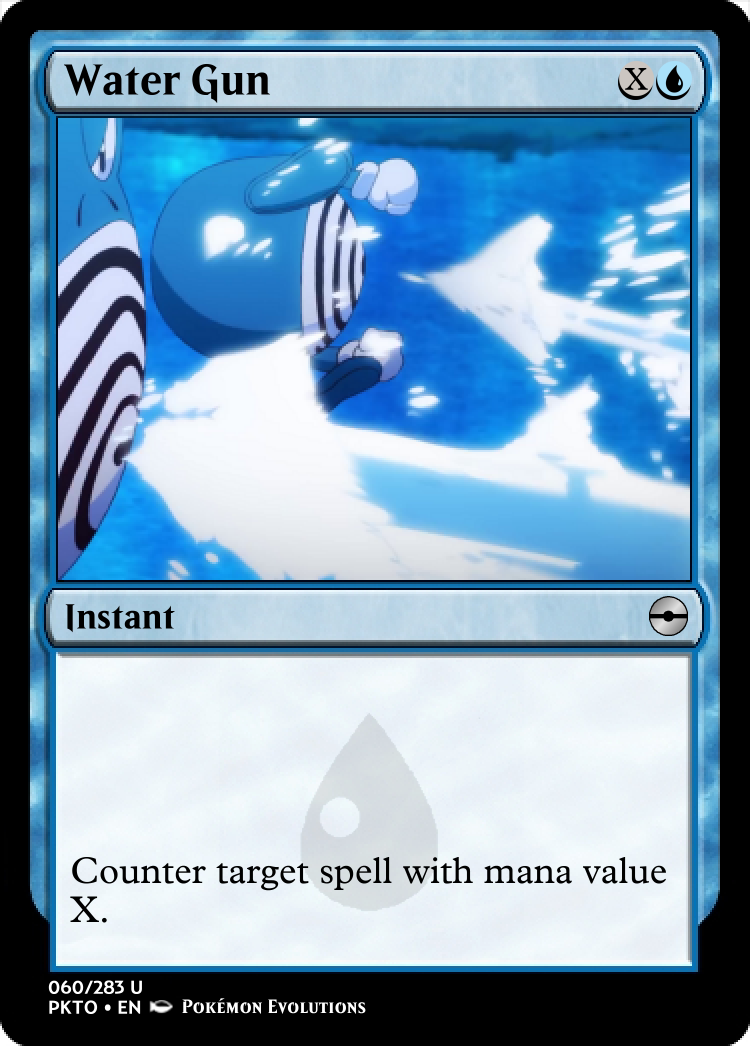 Water Gun X
Instant
Counter target spell with mana value
X.
060/283 U
PKTO • EN Pokémon Evolutions